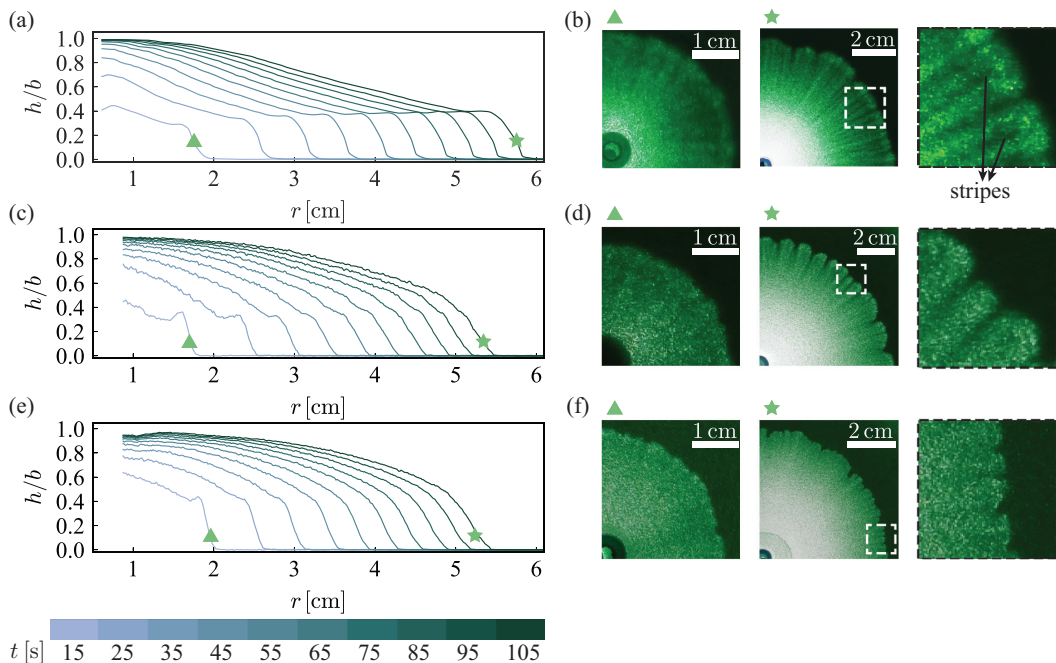 (a)
1.0
0.8
0.6
0.4
0.2
0.0
h/b
1 2 3 4 5 6
r [cm]
(b)
1 cm
2 cm
stripes
(c)
1.0
0.8
0.6
0.4
0.2
0.0
h/b
1 2 3 4 5 6
r [cm]
(d)
1 cm
2 cm
(e)
1.0
0.8
0.6
0.4
0.2
0.0
h/b
1 2 3 4 5 6
r [cm]
(f)
1 cm
2 cm
t [s] 15 25 35 45 55 65 75 85 95 105